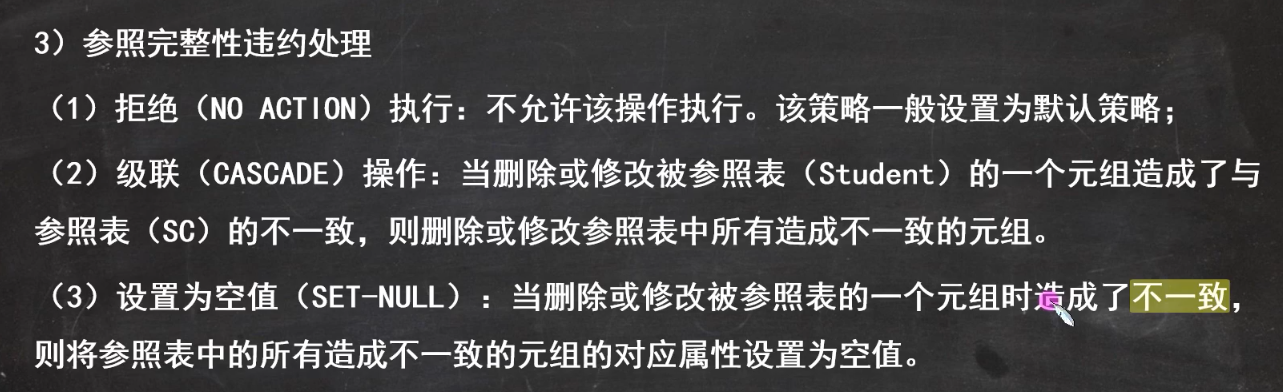 3）参照完整性违约处理
（1）拒绝（NO ACTION）执行：不允许该操作执行。该策略一般设置为默认策略；
（2）级联（CASCADE）操作：当删除或修改被参照表（Student）的一个元组造成了与
参照表（SC）的不一致，则删除或修改参照表中所有造成不一致的元组。
（3）设置为空值（SET-NULL）：当删除或修改被参照表的一个元组时造成了不一致，
则将参照表中的所有造成不一致的元组的对应属性设置为空值。